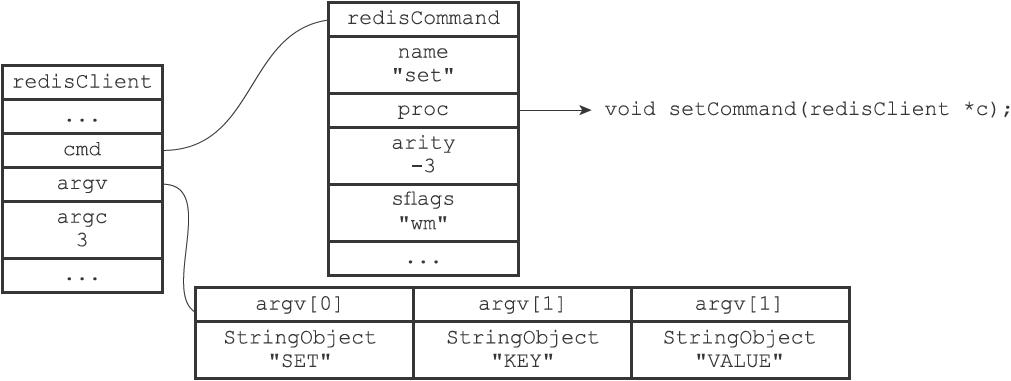 redisClient
...
cmd
argv
argc
3
...
redisCommand
name
"set"
proc
arity
-3
sflags
"wm"
...
void setCommand(redisClient *c);
argv[0] argv[1] argv[1]
StringObject StringObject StringObject
"SET" "KEY" "VALUE"